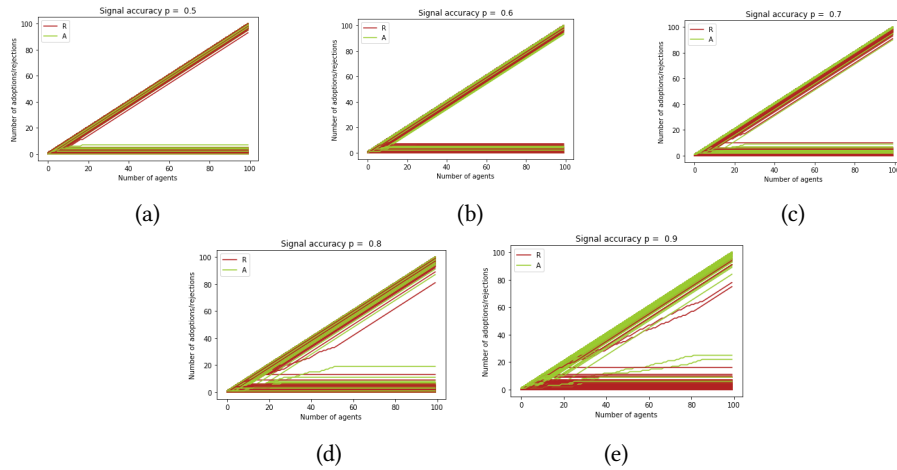 Signal accuracy p = 0.5
R
A
Number of adoptions/rejections
100
80
60
40
20
0
0 20 40 60 80 100
Number of agents
(a)
Signal accuracy p = 0.6
R
A
Number of adoptions/rejections
100
80
60
40
20
0
0 20 40 60 80 100
Number of agents
(b)
Signal accuracy p = 0.7
R
A
Number of adoptions/rejections
100
80
60
40
20
0
0 20 40 60 80 100
Number of agents
(c)
Signal accuracy p = 0.8
R
A
Number of adoptions/rejections
100
80
60
40
20
0
0 20 40 60 80 100
Number of agents
(d)
Signal accuracy p = 0.9
R
A
Number of adoptions/rejections
100
80
60
40
20
0
0 20 40 60 80 100
Number of agents
(e)